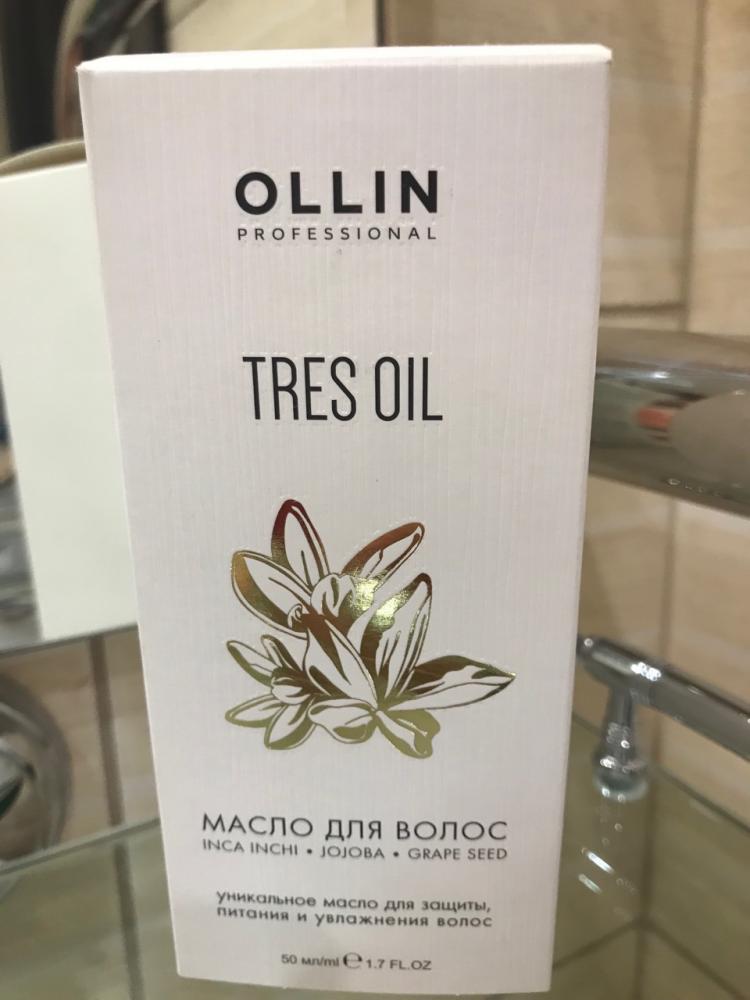 OLLIN
PROFESSIONAL
TRES OIL
МАСЛО ДЛЯ ВОЛОС
INCA INCHI • JOJOBA • GRAPE SEED
уникальное масло для защиты,
питания и увлажнения волос
50 мл/ml ℮ 1.7 FL.OZ